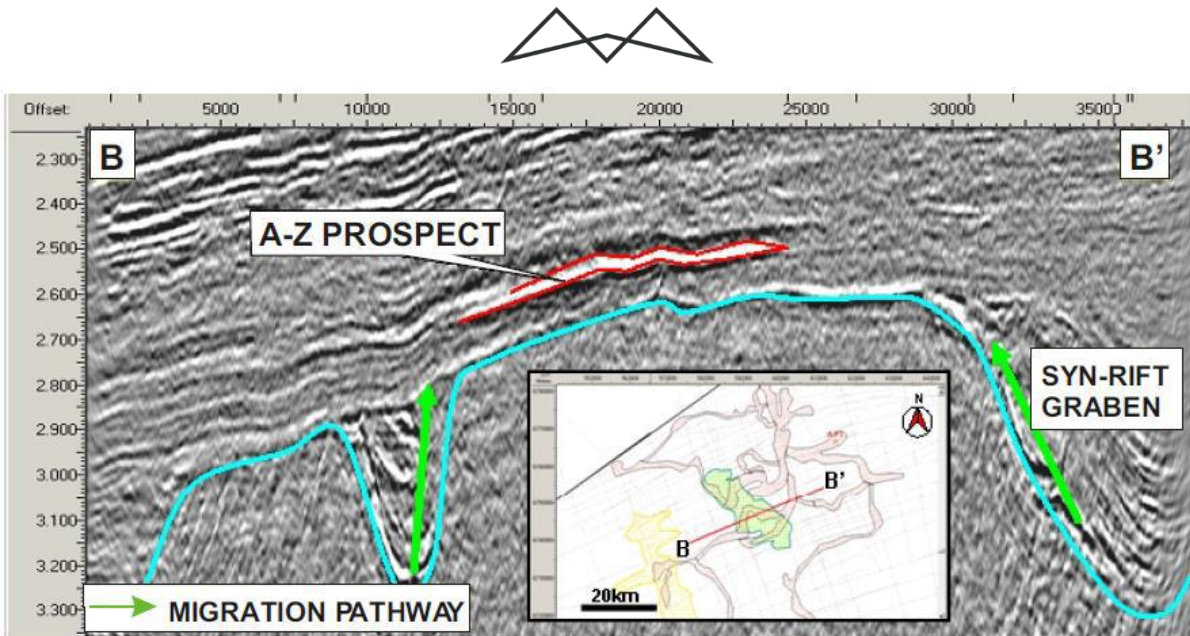 Offset: 5000 10000 15000 20000 25000 30000 35000
B
B’
2.300
2.400
A-Z PROSPECT
2.500
2.600
2.700
2.800
SYN-RIFT
GRABEN
2.900
3.000
3.100
3.200
3.300
N
B’
B
20km
MIGRATION PATHWAY